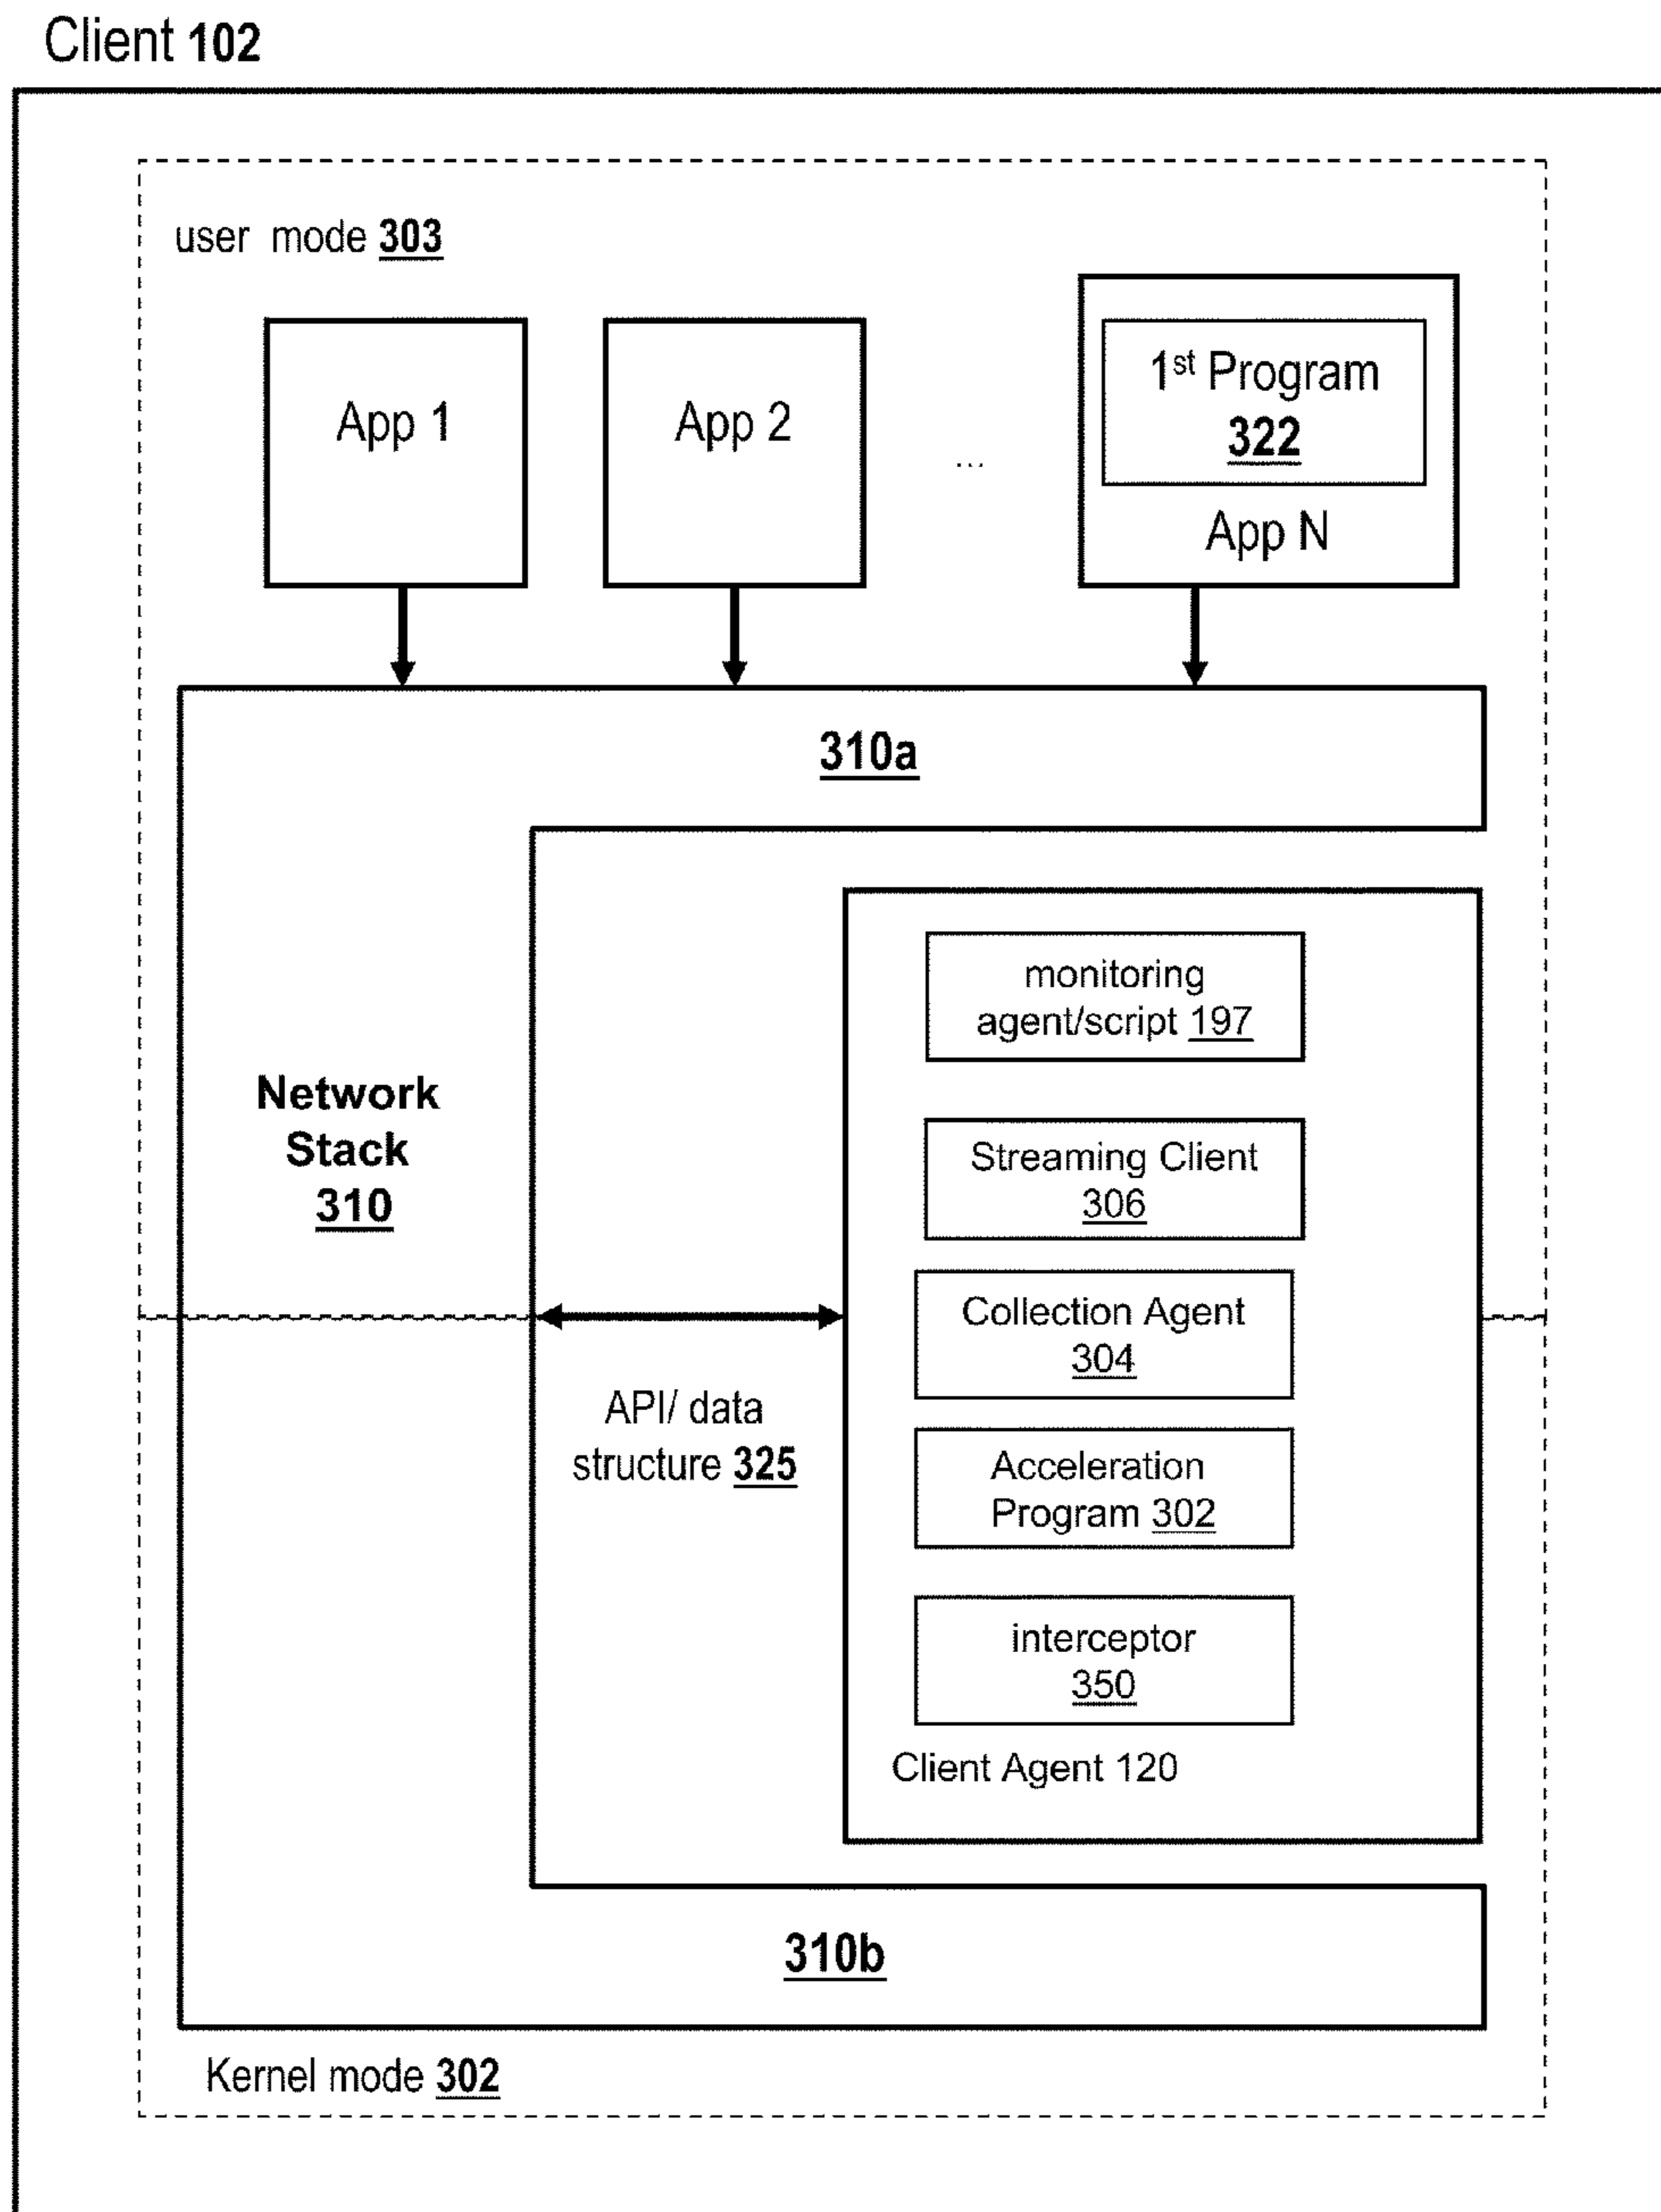 Client 102
user mode 303
App 1
App 2
...
1st Program
322
App N
310a
Network
Stack
310
API/ data
structure 325
monitoring
agent/script 197
Streaming Client
306
Collection Agent
304
Acceleration
Program 302
interceptor
350
Client Agent 120
310b
Kernel mode 302